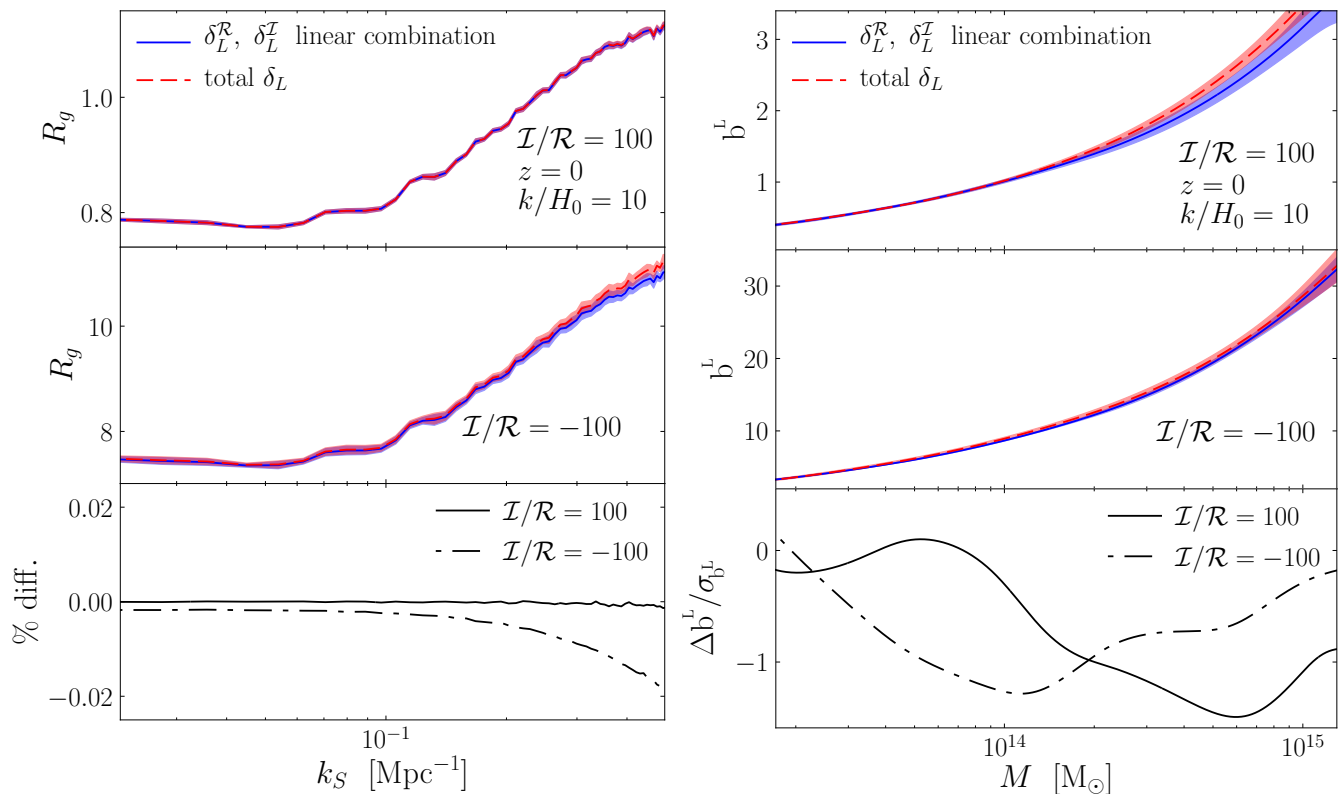 δ_L^ℛ, δ_L^ℐ linear combination
total δ_L
ℐ/ℛ = 100
z = 0
k/H_0 = 10
R_g
1.0
0.8
ℐ/ℛ = −100
R_g
10
8
ℐ/ℛ = 100
ℐ/ℛ = −100
% diff.
0.02
0.00
−0.02
10^{−1}
k_S [Mpc^{−1}]
δ_L^ℛ, δ_L^ℐ linear combination
total δ_L
ℐ/ℛ = 100
z = 0
k/H_0 = 10
b^L
3
2
1
ℐ/ℛ = −100
b^L
30
20
10
ℐ/ℛ = 100
ℐ/ℛ = −100
Δb^L/σ_{b^L}
0
−1
10^{14}
10^{15}
M [M_⊙]